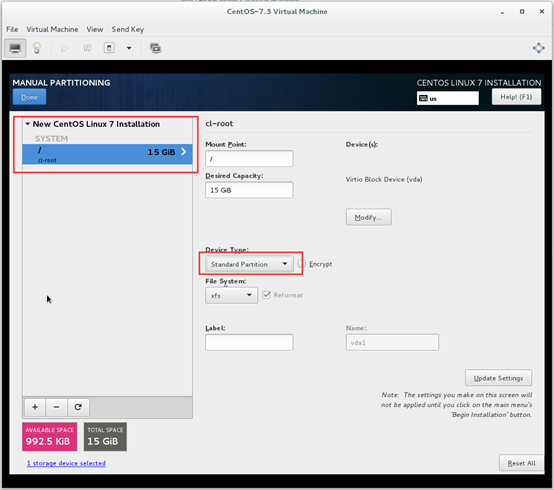 CentOS-7.3 Virtual Machine
File Virtual Machine View Send Key
MANUAL PARTITIONING
CENTOS LINUX 7 INSTALLATION
Done
us
Help! (F1)
New CentOS Linux 7 Installation
SYSTEM
/
15 GiB
cl-root
cl-root
Mount Point:
Device(s):
/
Desired Capacity:
Virtio Block Device (vda)
15 GiB
Modify...
Device Type:
Standard Partition
Encrypt
File System:
xfs
Reformat
Label:
Name:
vda1
Update Settings
Note: The settings you make on this screen will
not be applied until you click on the main menu's
'Begin Installation' button.
AVAILABLE SPACE
992.5 KiB
TOTAL SPACE
15 GiB
1 storage device selected
Reset All